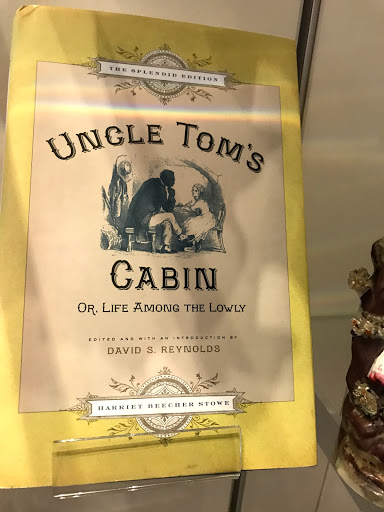 THE SPLENDID EDITION
UNCLE TOM'S
CABIN
OR, LIFE AMONG THE LOWLY
EDITED AND WITH AN INTRODUCTION BY
DAVID S. REYNOLDS
HARRIET BEECHER STOWE